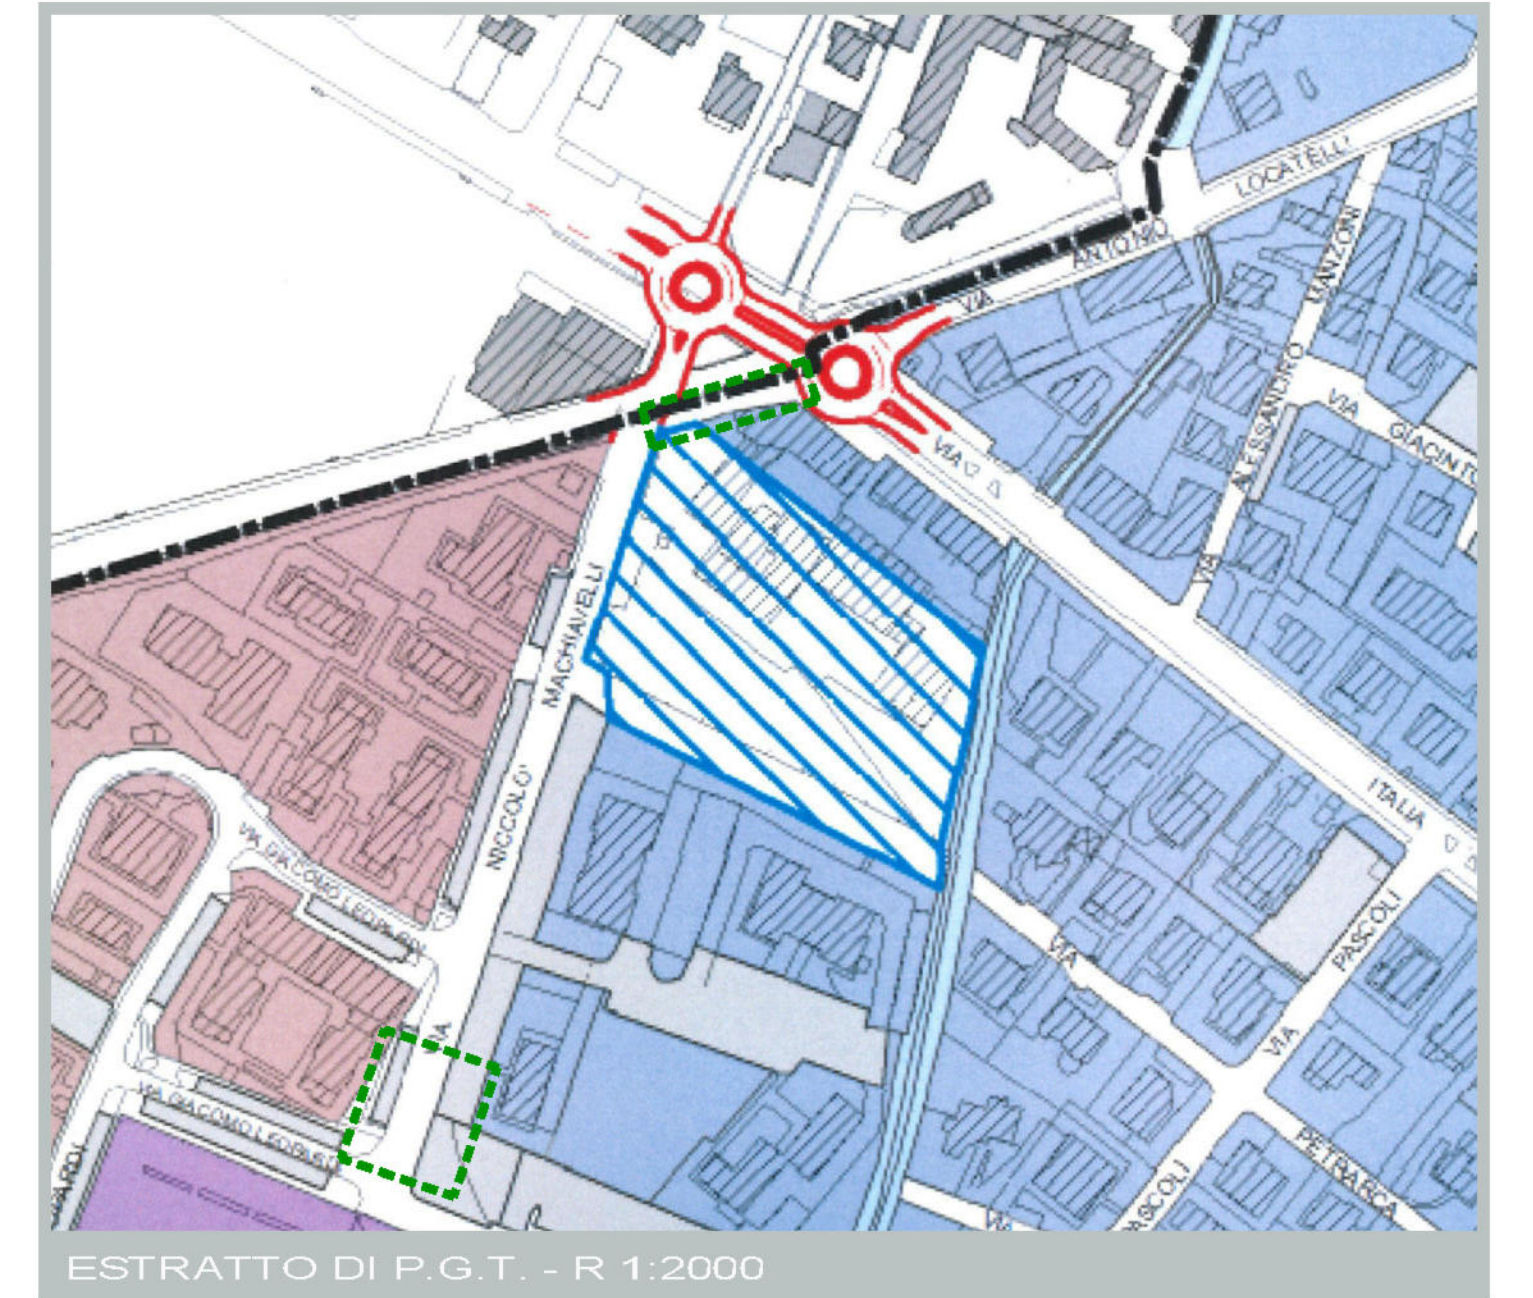 LOCATELLI
ANTONIO
VIA
MANZONI
ALESSANDRO
VIA
VIA
GIACINTO
VIA
MACHIAVELLI
NICCOLO'
VIA
ITALIA
VIA GIACOMO LEOPARDI
VIA GIACOMO LEOPARDI
VIA
PASCOLI
VIA
PETRARCA
PASCOLI
VIA
ESTRATTO DI P.G.T. - R 1:2000